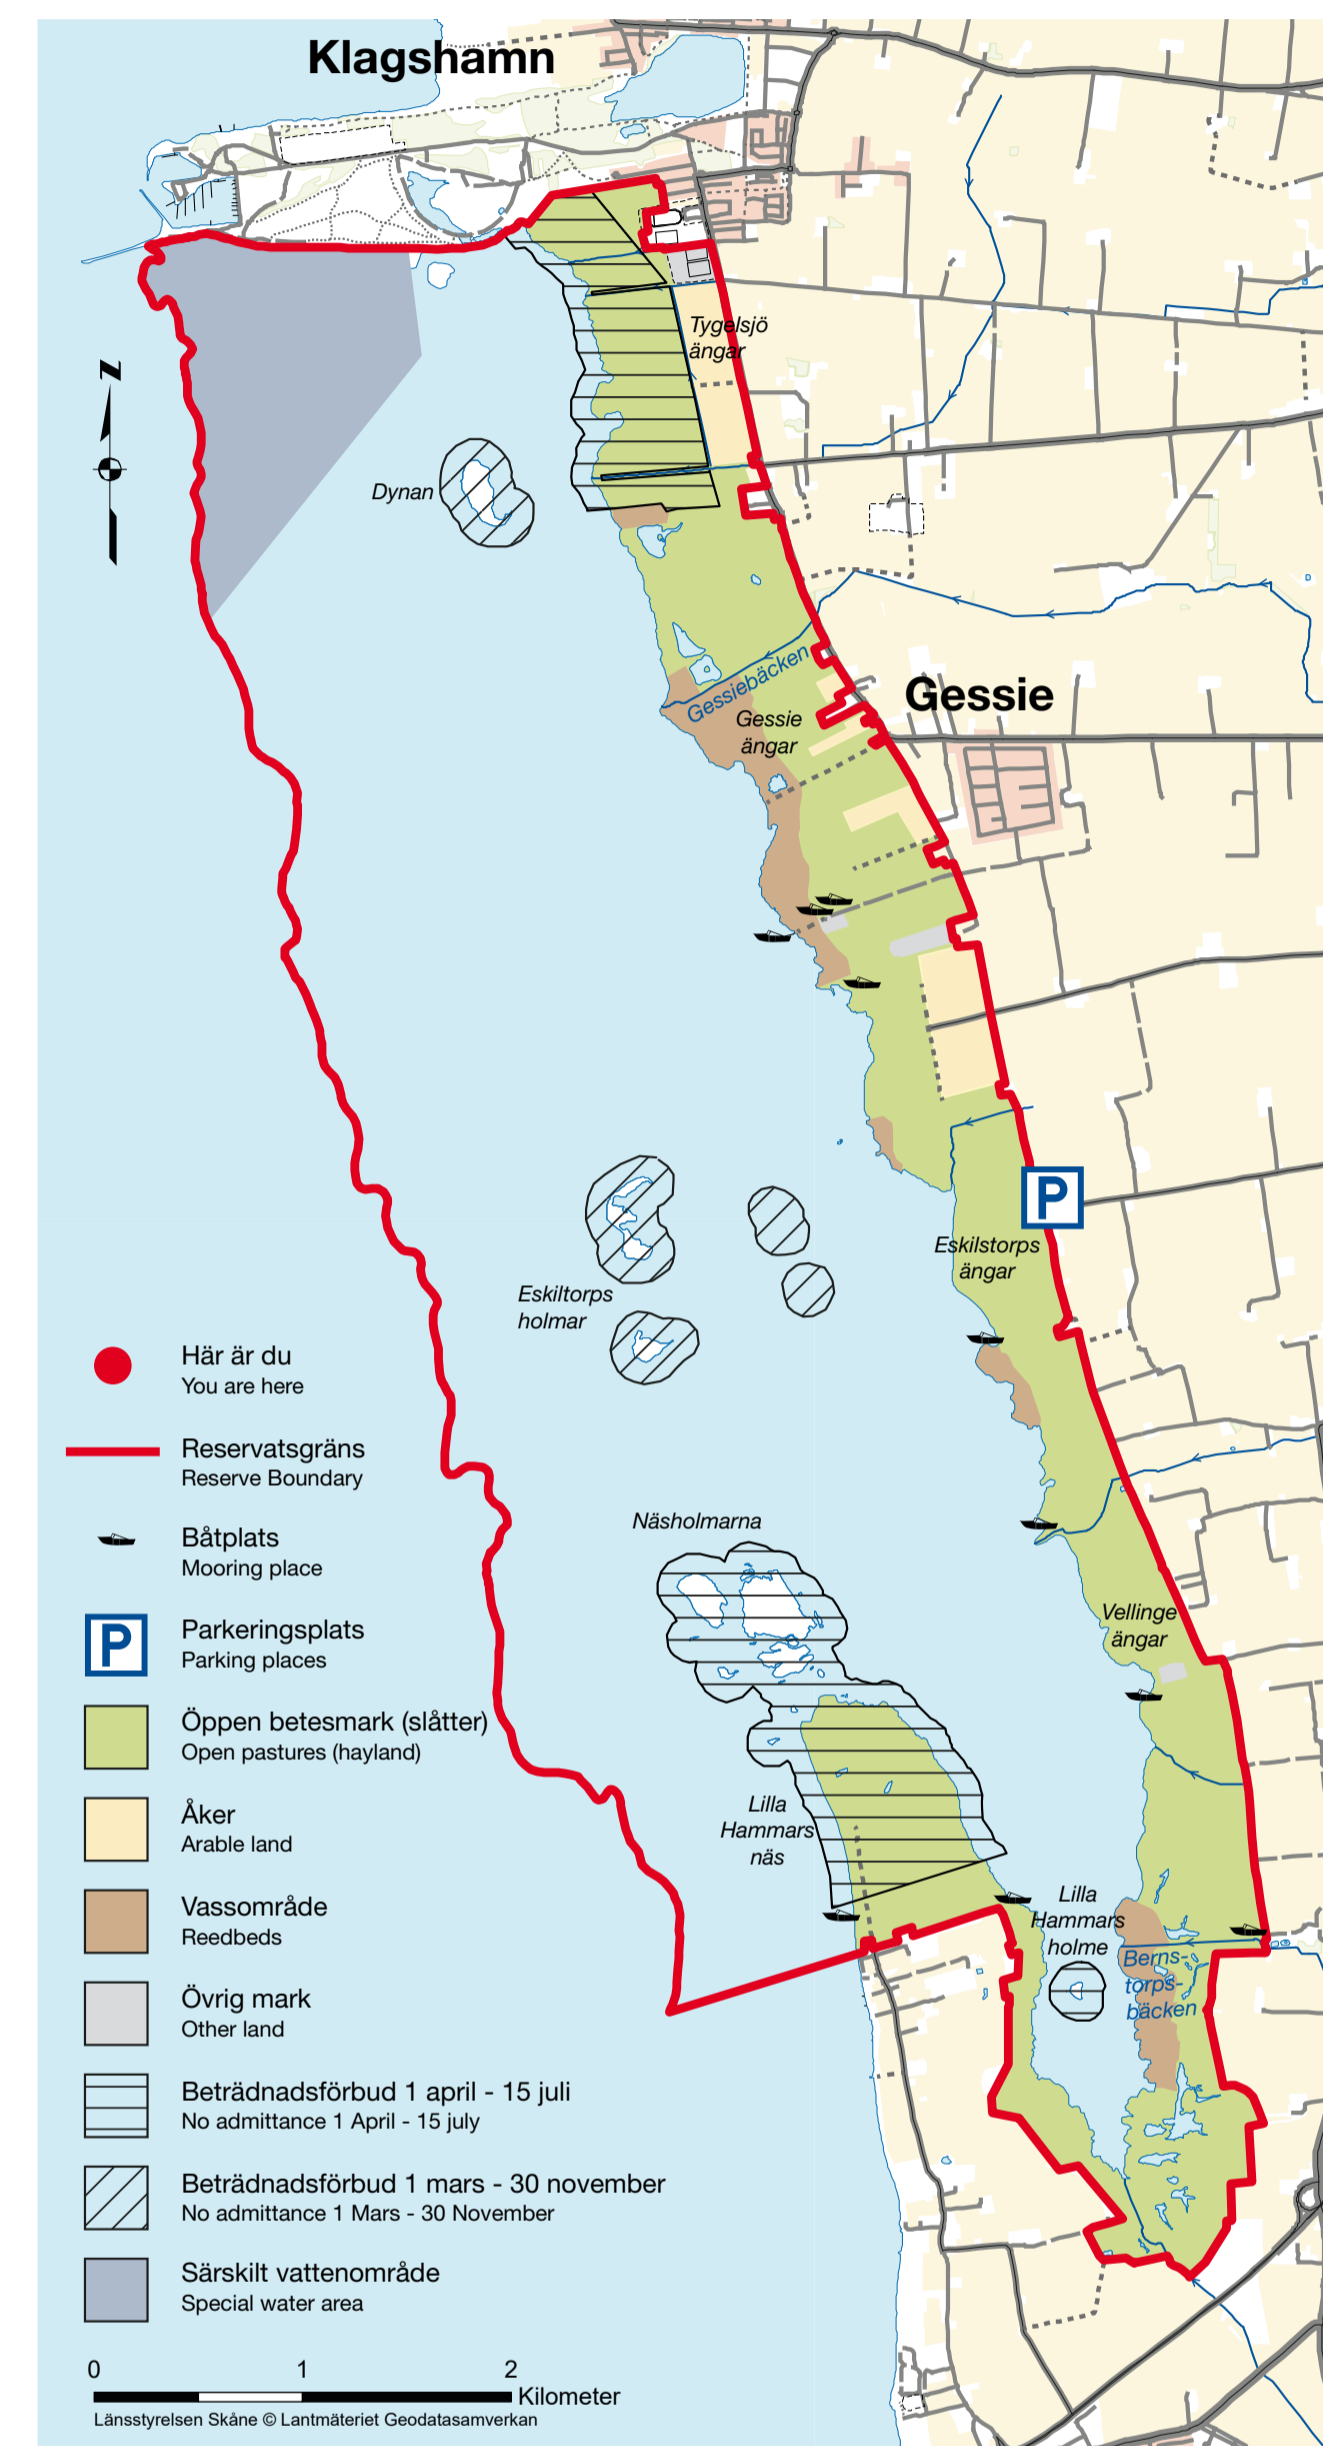 Klagshamn
Tygelsjö
ängar
N
Dynan
Gessiebäcken
Gessie
Gessie
ängar
P
Eskilstorps
ängar
Eskiltorps
holmar
Här är du
You are here
Reservatsgräns
Reserve Boundary
Näsholmarna
Båtplats
Mooring place
Vellinge
ängar
P
Parkeringsplats
Parking places
Öppen betesmark (slåtter)
Open pastures (hayland)
Lilla
Hammars
näs
Åker
Arable land
Lilla
Hammars
holme
Vassområde
Reedbeds
Berns-
torps-
bäcken
Övrig mark
Other land
Beträdnadsförbud 1 april - 15 juli
No admittance 1 April - 15 july
Beträdnadsförbud 1 mars - 30 november
No admittance 1 Mars - 30 November
Särskilt vattenområde
Special water area
0 1 2
Kilometer
Länsstyrelsen Skåne © Lantmäteriet Geodatasamverkan